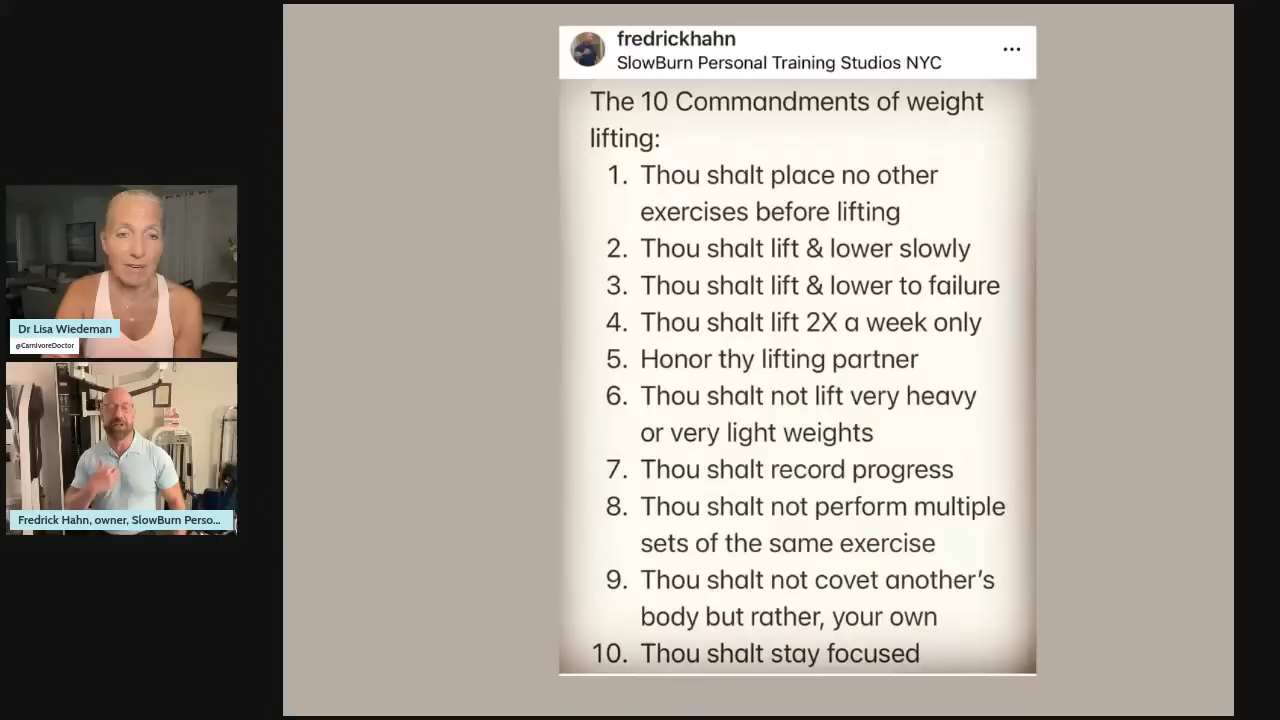 fredrickhahn
SlowBurn Personal Training Studios NYC
The 10 Commandments of weight
lifting:
1. Thou shalt place no other
exercises before lifting
2. Thou shalt lift & lower slowly
3. Thou shalt lift & lower to failure
4. Thou shalt lift 2X a week only
5. Honor thy lifting partner
6. Thou shalt not lift very heavy
or very light weights
7. Thou shalt record progress
8. Thou shalt not perform multiple
sets of the same exercise
9. Thou shalt not covet another's
body but rather, your own
10. Thou shalt stay focused
Dr Lisa Wiedeman
@CarnivoreDoctor
Fredrick Hahn, owner, SlowBurn Perso...